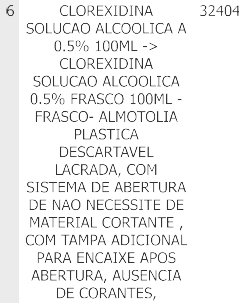 6 CLOREXIDINA 32404
SOLUCAO ALCOOLICA A
0.5% 100ML ->
CLOREXIDINA
SOLUCAO ALCOOLICA
0.5% FRASCO 100ML -
FRASCO- ALMOTOLIA
PLASTICA
DESCARTAVEL
LACRADA, COM
SISTEMA DE ABERTURA
DE NAO NECESSITE DE
MATERIAL CORTANTE ,
COM TAMPA ADICIONAL
PARA ENCAIXE APOS
ABERTURA, AUSENCIA
DE CORANTES,